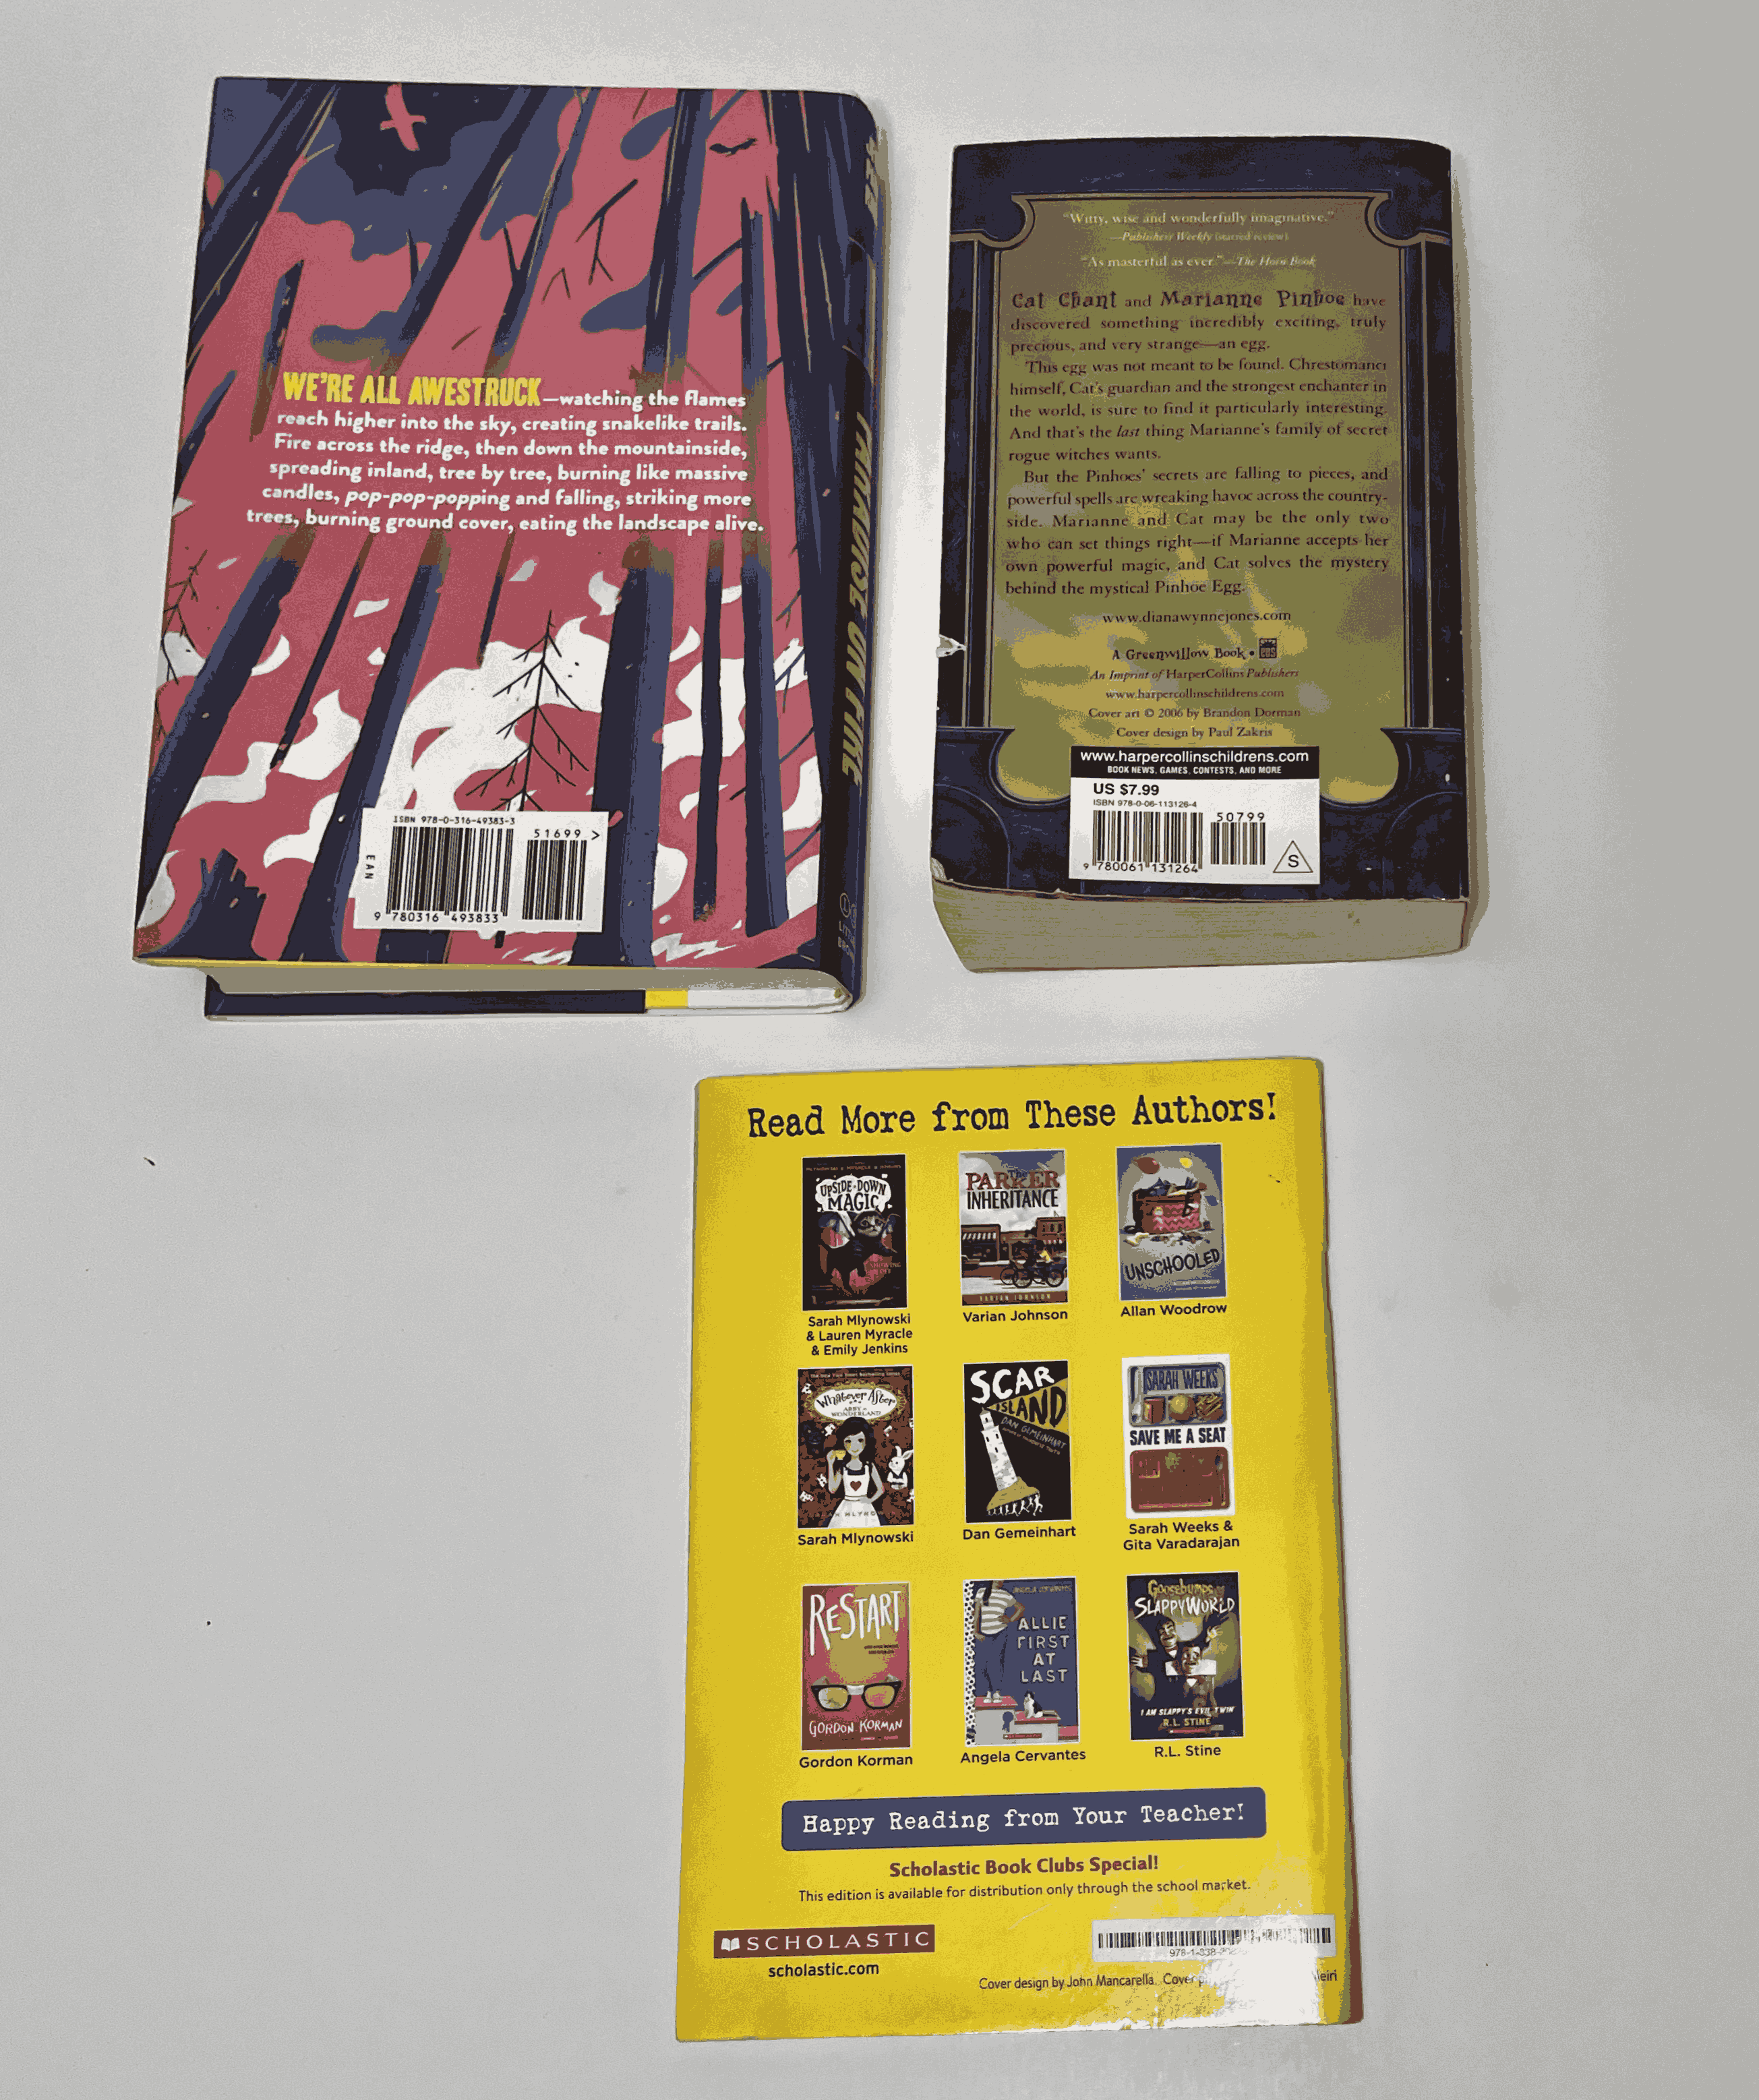 WE'RE ALL AWESTRUCK—watching the flames
reach higher into the sky, creating snakelike trails.
Fire across the ridge, then down the mountainside,
spreading inland, tree by tree, burning like massive
candles, pop-pop-popping and falling, striking more
trees, burning ground cover, eating the landscape alive.
ISBN 978-0-316-49383-3
51699 >
EAN
9 780316 493833
PARADISE ON FIRE
"Witty, wise and wonderfully imaginative."
—Publishers Weekly (starred review)
"As masterful as ever."—The Horn Book
Cat Chant and Marianne Pinhoe have
discovered something incredibly exciting, truly
precious, and very strange—an egg.
This egg was not meant to be found. Chrestomanci
himself, Cat's guardian and the strongest enchanter in
the world, is sure to find it particularly interesting.
And that's the last thing Marianne's family of secret
rogue witches wants.
But the Pinhoes' secrets are falling to pieces, and
powerful spells are wreaking havoc across the country-
side. Marianne and Cat may be the only two
who can set things right—if Marianne accepts her
own powerful magic, and Cat solves the mystery
behind the mystical Pinhoe Egg.
www.dianawynnejones.com
A Greenwillow Book •
An Imprint of HarperCollins Publishers
www.harpercollinschildrens.com
Cover art © 2006 by Brandon Dorman
Cover design by Paul Zakris
www.harpercollinschildrens.com
BOOK NEWS, GAMES, CONTESTS, AND MORE
US $7.99
ISBN 978-0-06-113126-4
50799
9 780061 131264
S
Read More from These Authors!
UPSIDE-DOWN
MAGIC
SHOWING
OFF
Sarah Mlynowski
& Lauren Myracle
& Emily Jenkins
The
PARKER
INHERITANCE
VARIAN JOHNSON
Varian Johnson
UNSCHOOLED
Allan Woodrow
Whatever After
ABBY in
WONDERLAND
Sarah Mlynowski
SCAR
ISLAND
DAN GEMEINHART
Dan Gemeinhart
SARAH WEEKS
SAVE ME A SEAT
Sarah Weeks &
Gita Varadarajan
RESTART
GORDON KORMAN
Gordon Korman
ALLIE
FIRST
AT
LAST
Angela Cervantes
Goosebumps
SLAPPYWORLD
I AM SLAPPY'S EVIL TWIN
R.L. STINE
R.L. Stine
Happy Reading from Your Teacher!
Scholastic Book Clubs Special!
This edition is available for distribution only through the school market.
SCHOLASTIC
scholastic.com
978-1-338-
Cover design by John Mancarella. Cover